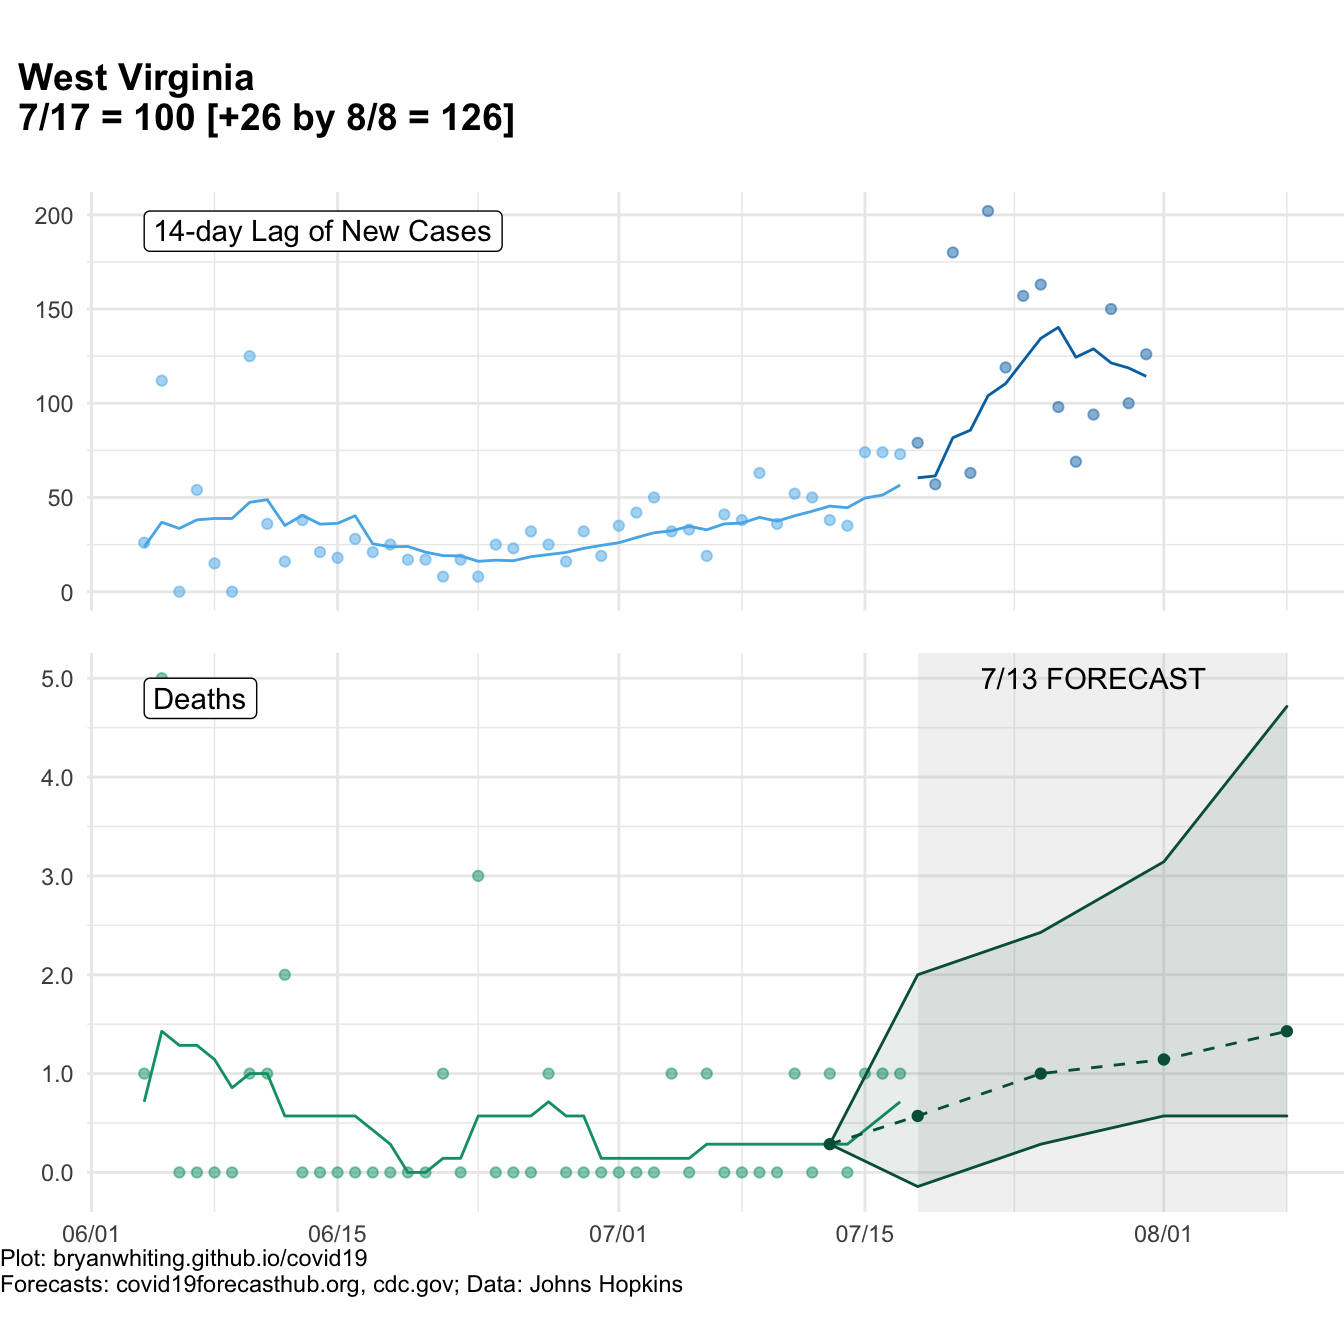 West Virginia
7/17 = 100 [+26 by 8/8 = 126]
200
14-day Lag of New Cases
150
100
50
0
5.0
7/13 FORECAST
Deaths
4.0
3.0
2.0
1.0
0.0
06/01 06/15 07/01 07/15 08/01
Plot: bryanwhiting.github.io/covid19
Forecasts: covid19forecasthub.org, cdc.gov; Data: Johns Hopkins